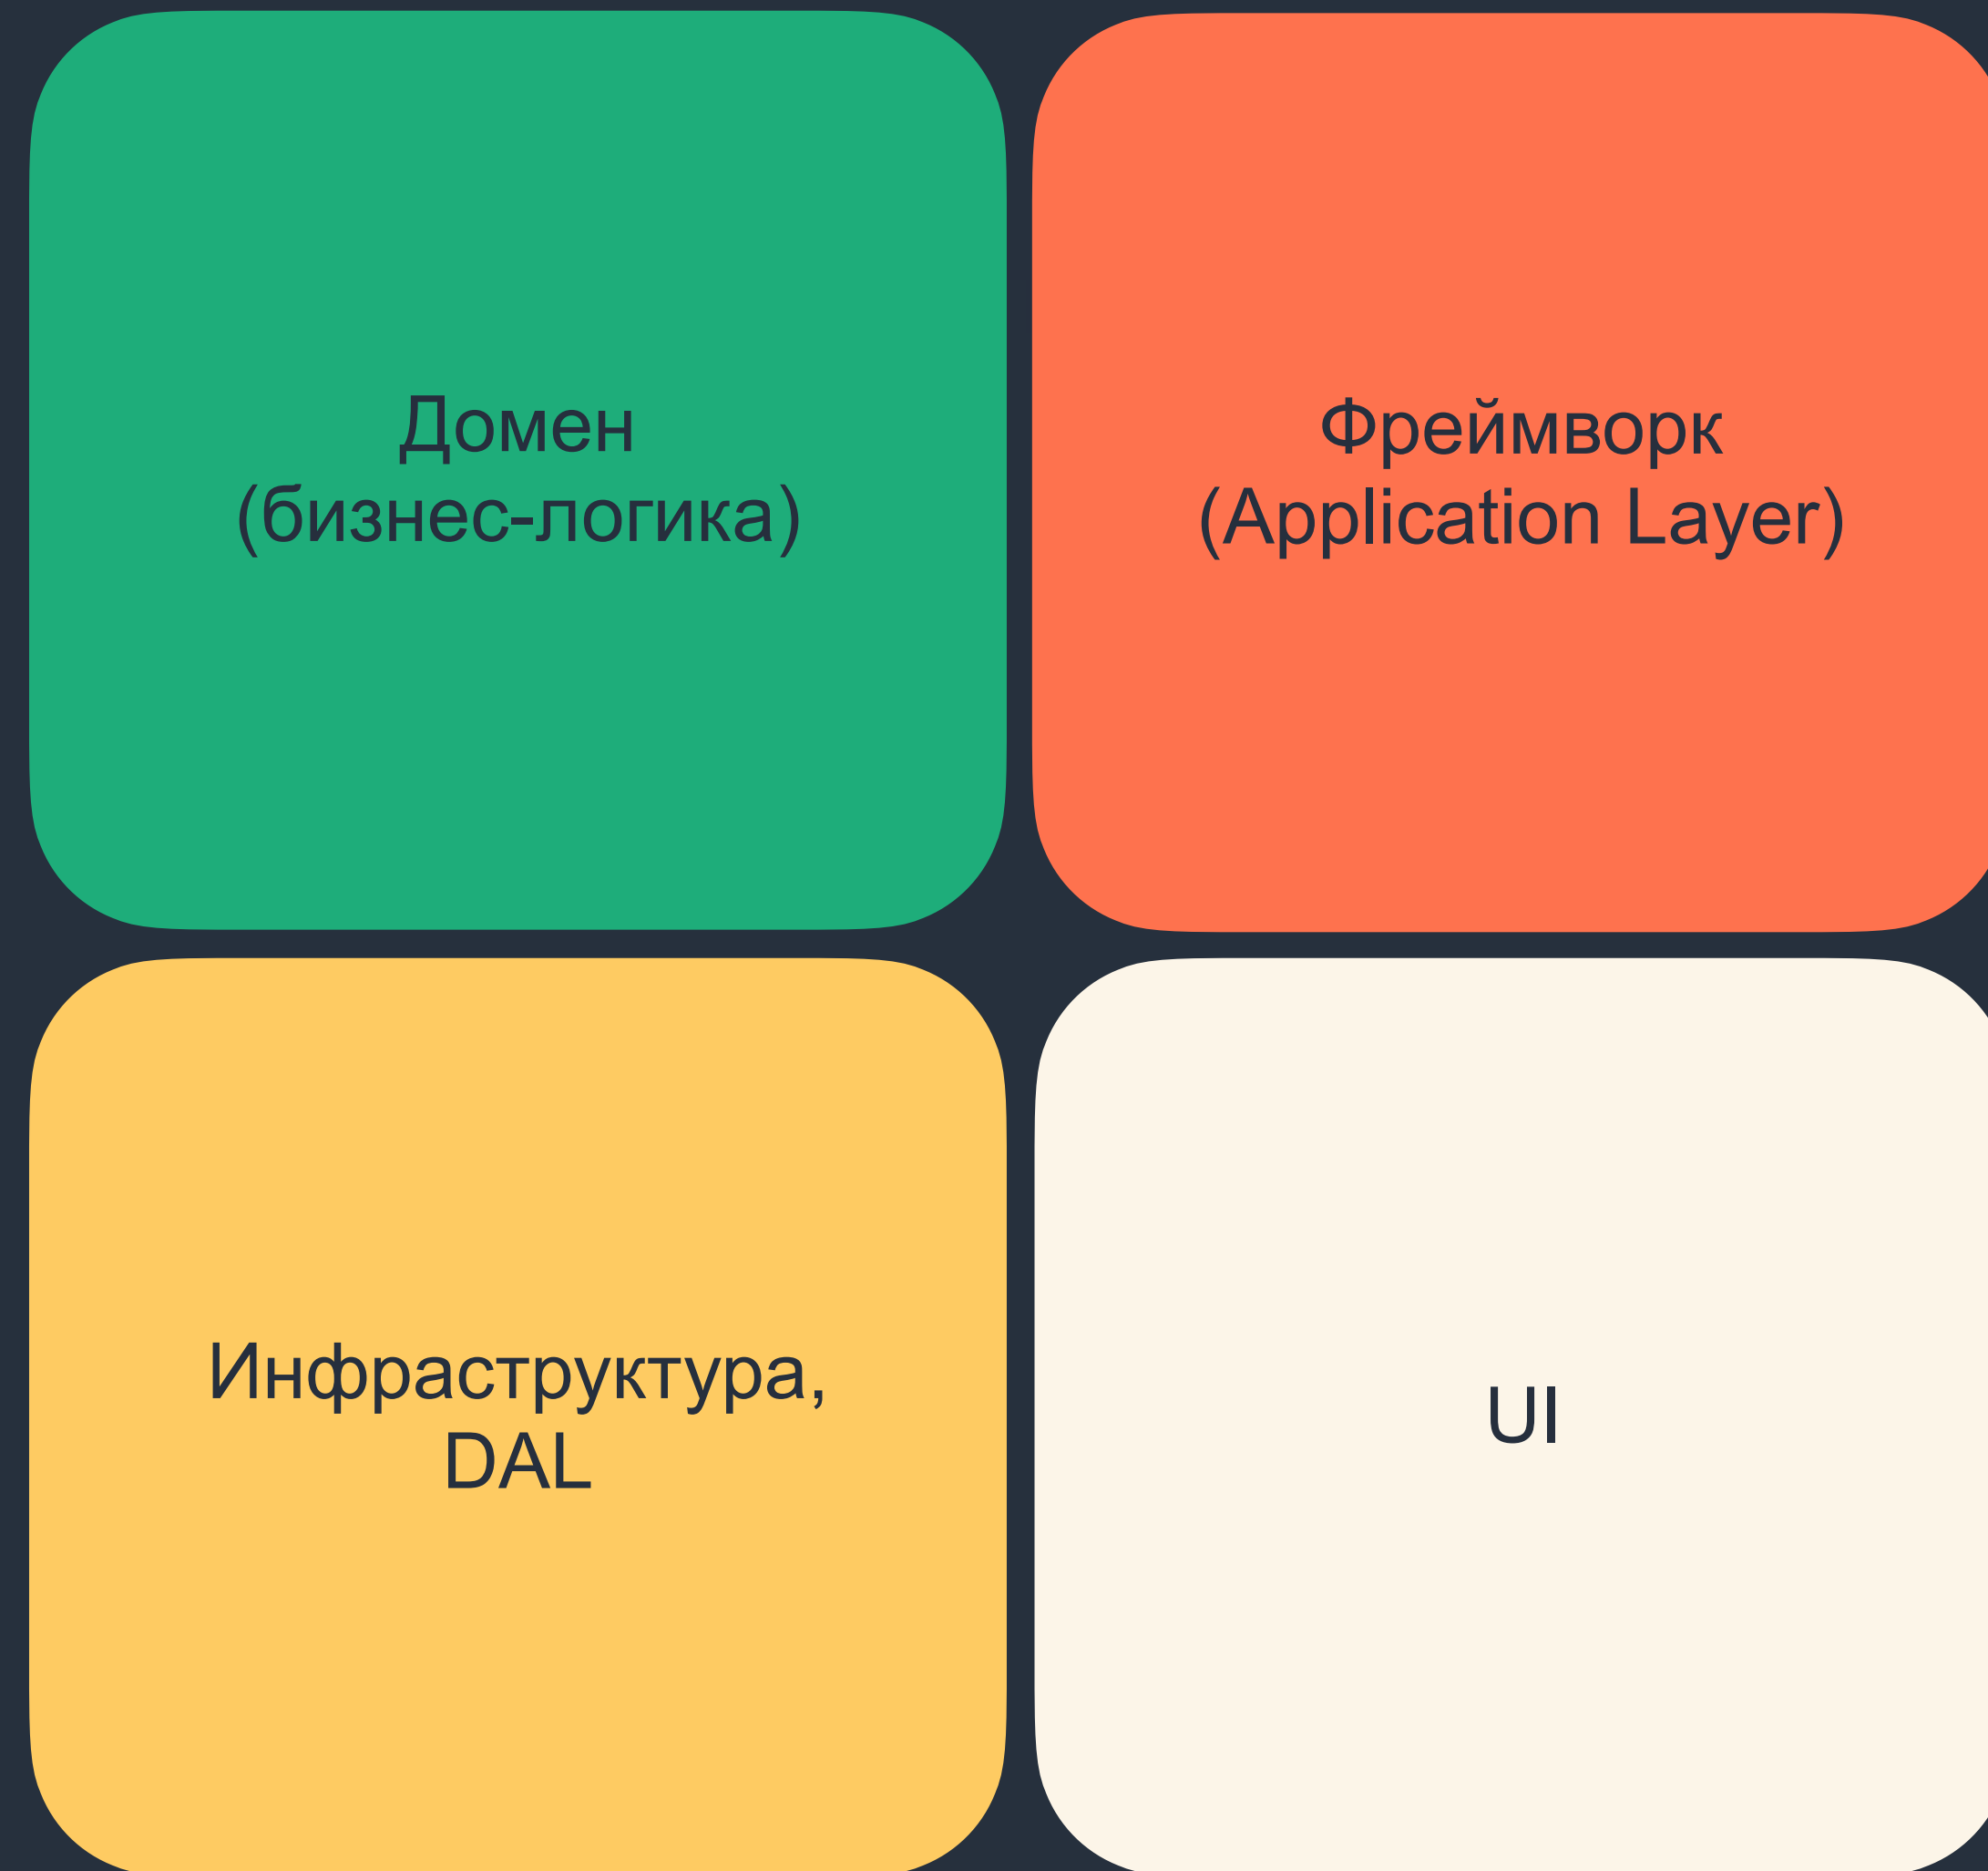 Домен
(бизнес-логика)
Фреймворк
(Application Layer)
Инфраструктура,
DAL
UI